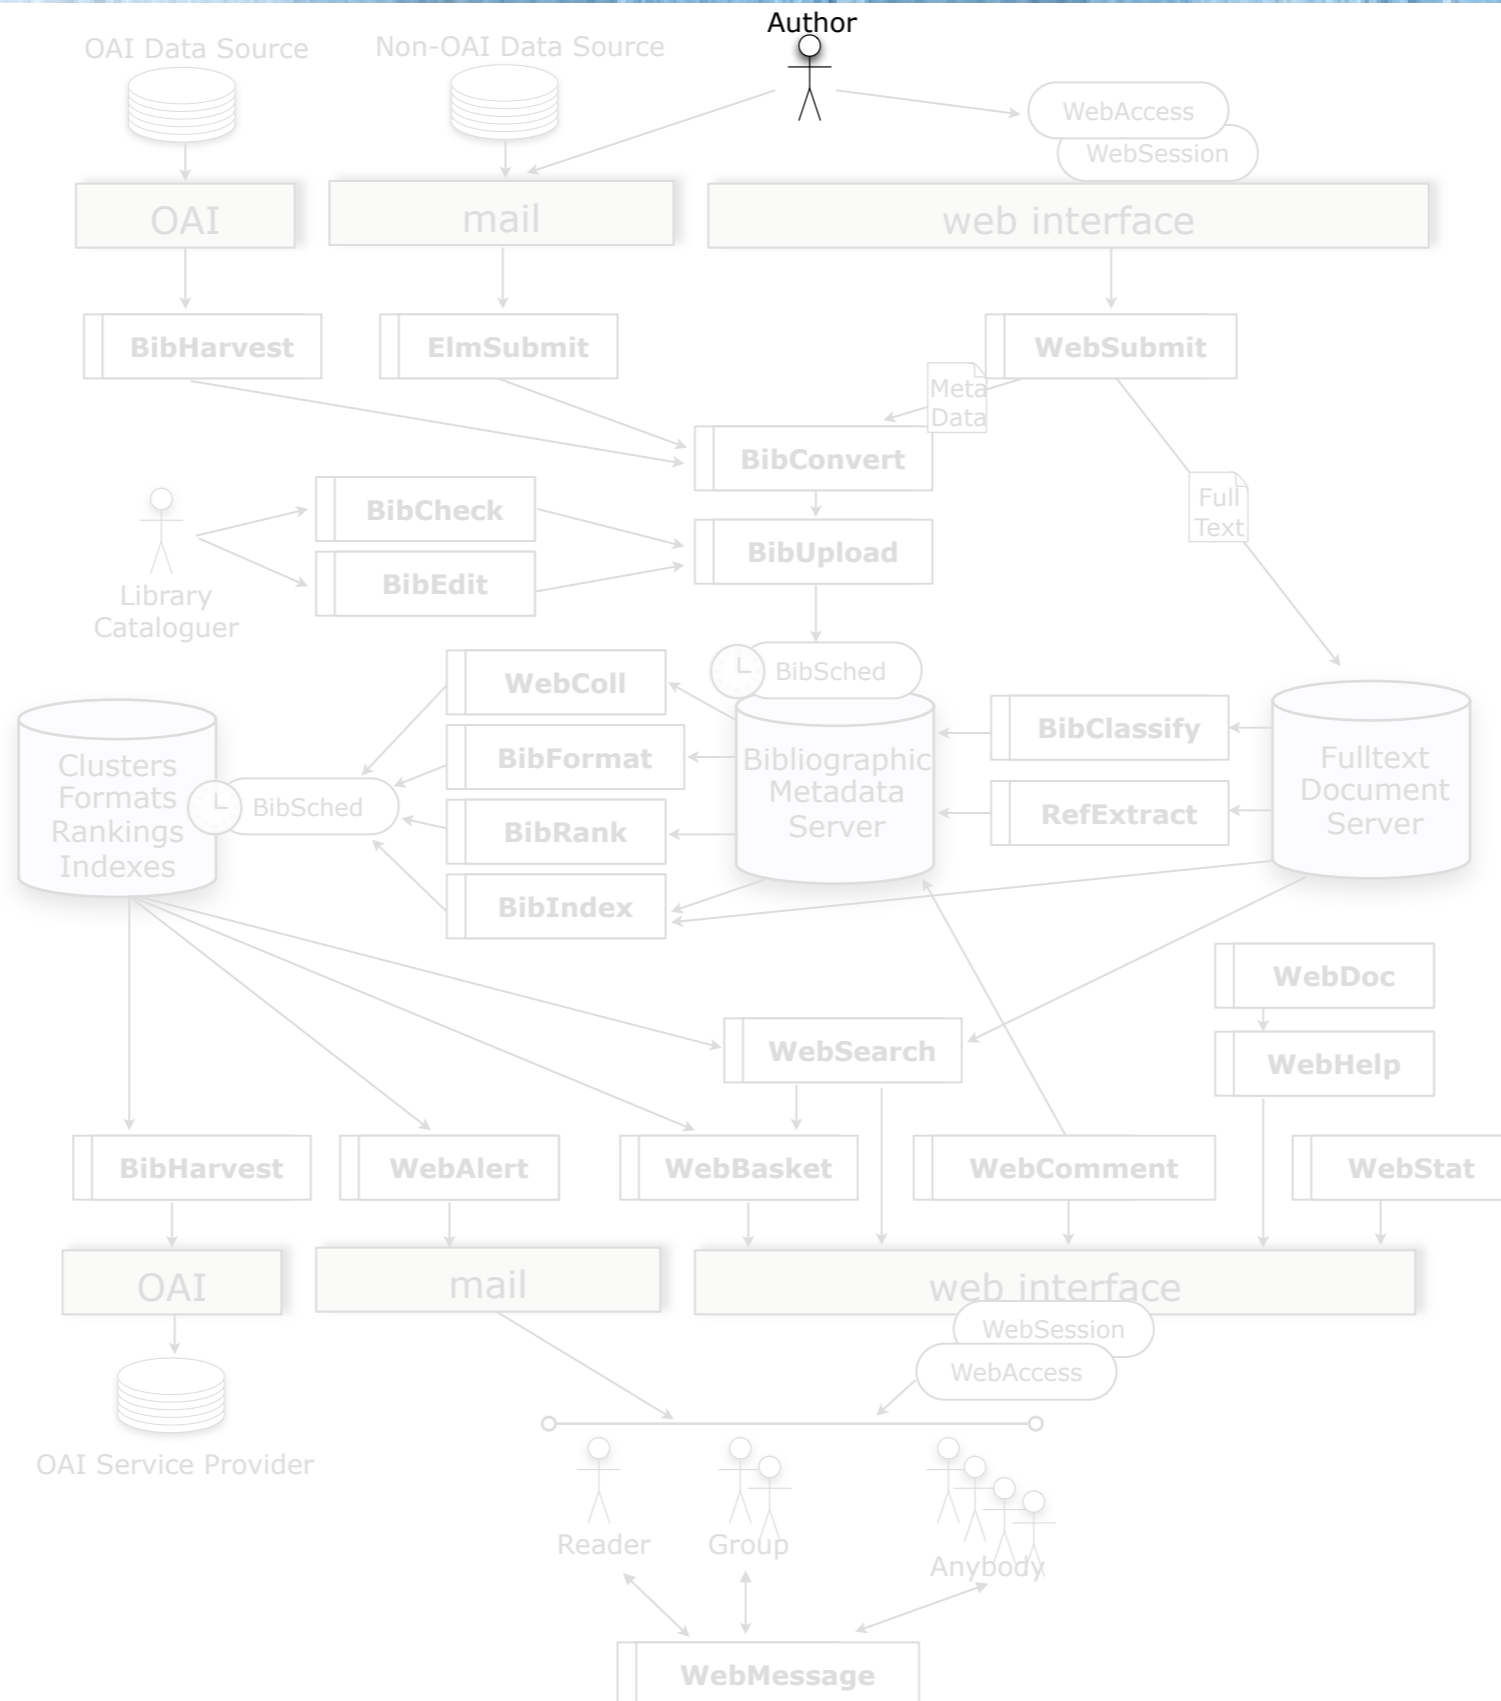 Author
OAI Data Source
Non-OAI Data Source
WebAccess
WebSession
OAI
mail
web interface
BibHarvest
ElmSubmit
WebSubmit
Meta
Data
BibConvert
Full
Text
BibCheck
BibUpload
BibEdit
Library
Cataloguer
BibSched
WebColl
BibClassify
BibFormat
Bibliographic
Metadata
Server
Fulltext
Document
Server
Clusters
Formats
Rankings
Indexes
BibSched
BibRank
RefExtract
BibIndex
WebDoc
WebSearch
WebHelp
BibHarvest
WebAlert
WebBasket
WebComment
WebStat
OAI
mail
web interface
WebSession
WebAccess
OAI Service Provider
Reader
Group
Anybody
WebMessage